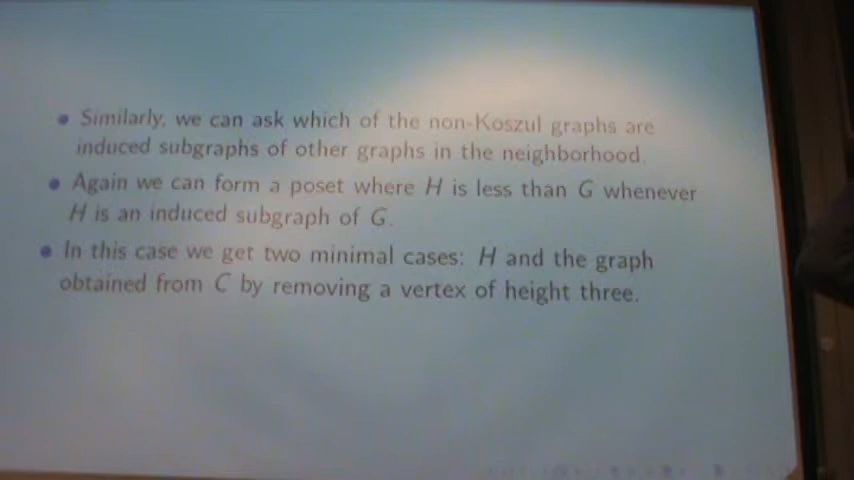 Similarly, we can ask which of the non-Koszul graphs are
induced subgraphs of other graphs in the neighborhood.
Again we can form a poset where H is less than G whenever
H is an induced subgraph of G.
In this case we get two minimal cases: H and the graph
obtained from C by removing a vertex of height three.